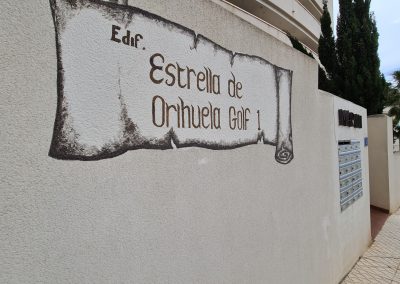 Edif.
Estrella de
Orihuela Golf 1